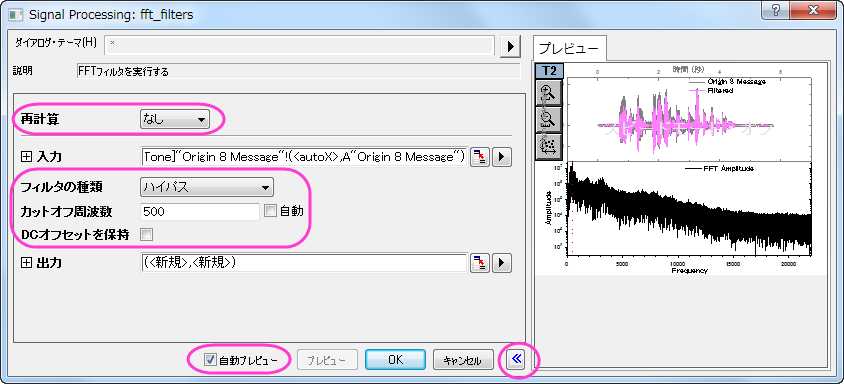 Signal Processing: fft_filters
ダイアログ・テーマ(H) *
説明 FFTフィルタを実行する
再計算 なし
入力 Tone]"Origin 8 Message"!(<autoX>,A"Origin 8 Message")
フィルタの種類 ハイパス
カットオフ周波数 500 自動
DCオフセットを保持
出力 (<新規>,<新規>)
自動プレビュー プレビュー OK キャンセル
プレビュー
T2
時間 (秒)
0 2 4 6 8
Origin 8 Message
Filtered
FFT Amplitude
Amplitude
0 5000 10000 15000 20000
Frequency